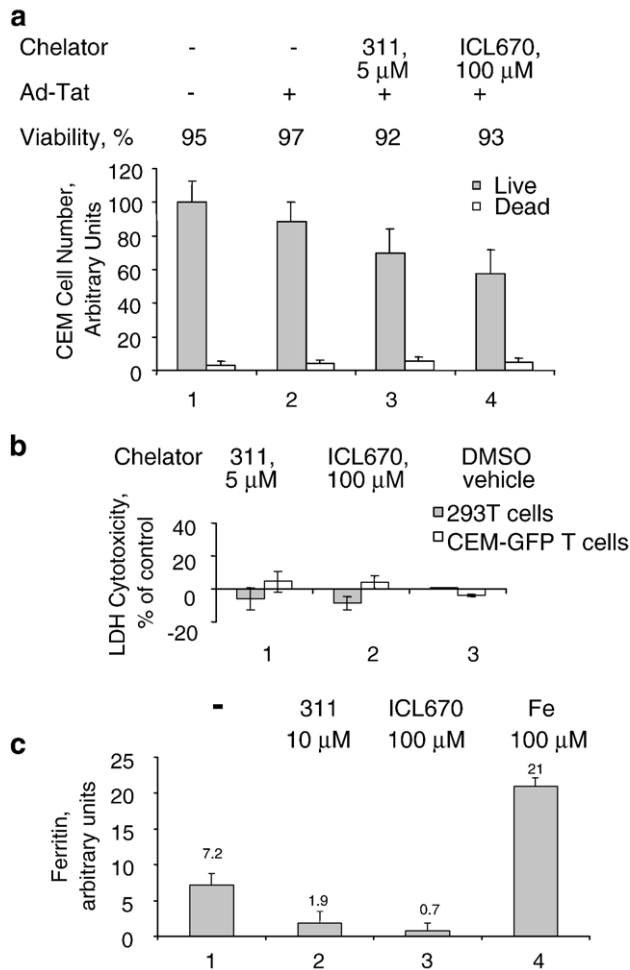 a
Chelator - - 311, 5 µM ICL670, 100 µM
Ad-Tat - + + +
Viability, % 95 97 92 93
CEM Cell Number, Arbitrary Units
120
100
80
60
40
20
0
Live
Dead
1 2 3 4
b
Chelator 311, 5 µM ICL670, 100 µM DMSO vehicle
LDH Cytotoxicity, % of control
40
20
0
-20
293T cells
CEM-GFP T cells
1 2 3
c
- 311 10 µM ICL670 100 µM Fe 100 µM
Ferritin, arbitrary units
25
20
15
10
5
0
7.2 1.9 0.7 21
1 2 3 4